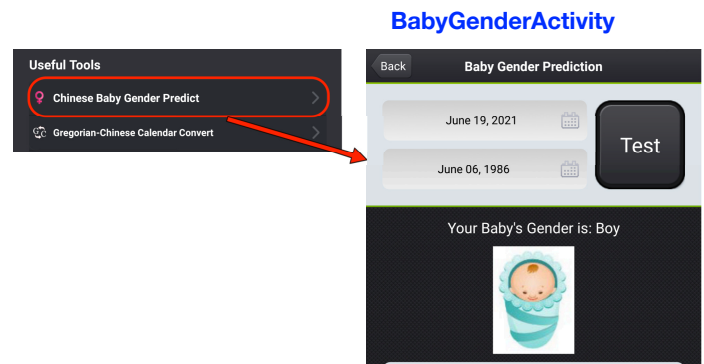 BabyGenderActivity
Useful Tools
Chinese Baby Gender Predict
Gregorian-Chinese Calendar Convert
Back
Baby Gender Prediction
June 19, 2021
June 06, 1986
Test
Your Baby's Gender is: Boy